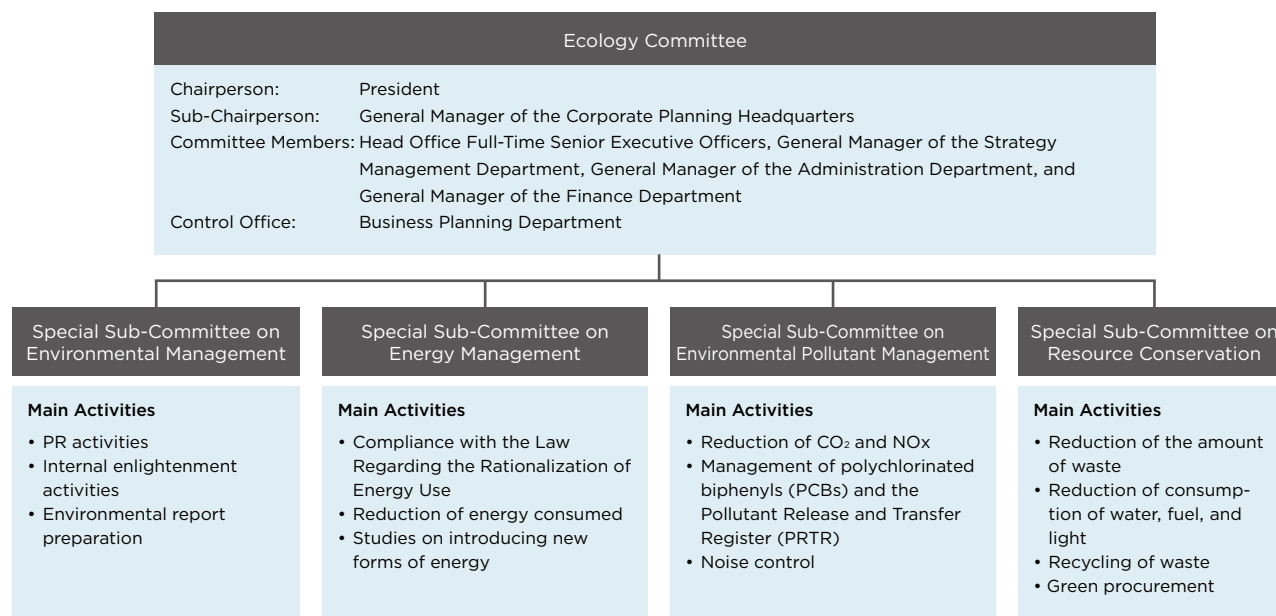 Ecology Committee
Chairperson: President
Sub-Chairperson: General Manager of the Corporate Planning Headquarters
Committee Members: Head Office Full-Time Senior Executive Officers, General Manager of the Strategy
Management Department, General Manager of the Administration Department, and
General Manager of the Finance Department
Control Office: Business Planning Department
Special Sub-Committee on
Environmental Management
Main Activities
• PR activities
• Internal enlightenment
activities
• Environmental report
preparation
Special Sub-Committee on
Energy Management
Main Activities
• Compliance with the Law
Regarding the Rationalization of
Energy Use
• Reduction of energy consumed
• Studies on introducing new
forms of energy
Special Sub-Committee on
Environmental Pollutant Management
Main Activities
• Reduction of CO₂ and NOx
• Management of polychlorinated
biphenyls (PCBs) and the
Pollutant Release and Transfer
Register (PRTR)
• Noise control
Special Sub-Committee on
Resource Conservation
Main Activities
• Reduction of the amount
of waste
• Reduction of consump-
tion of water, fuel, and
light
• Recycling of waste
• Green procurement